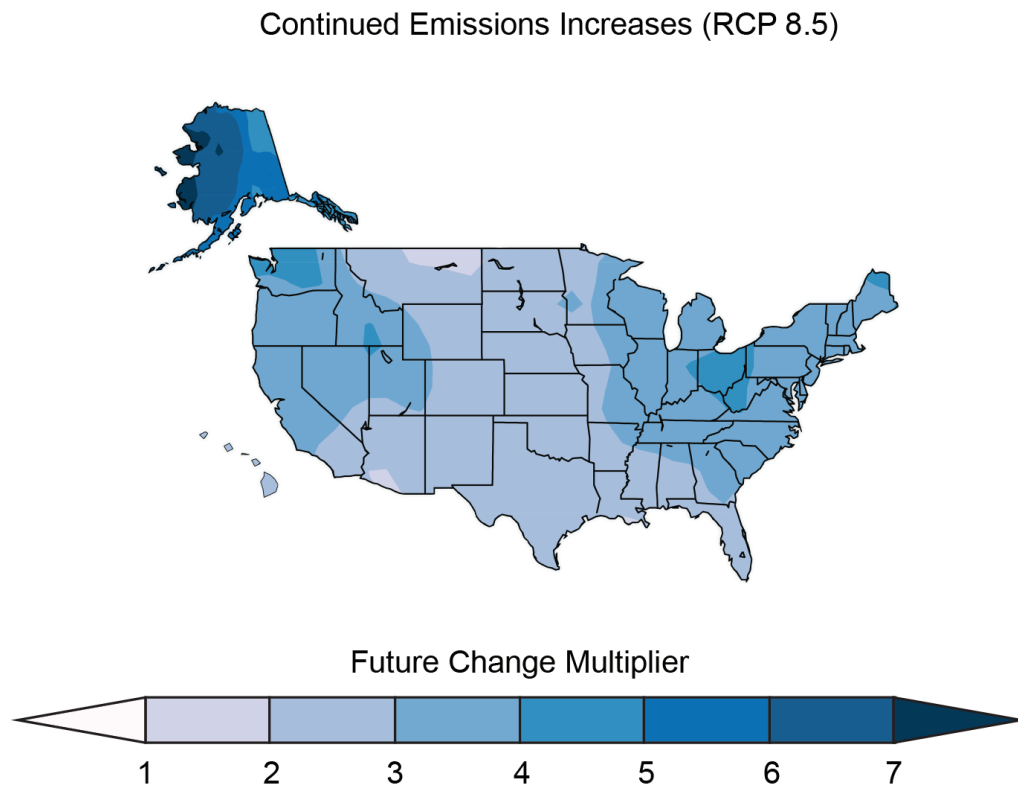 Continued Emissions Increases (RCP 8.5)
Future Change Multiplier
1 2 3 4 5 6 7